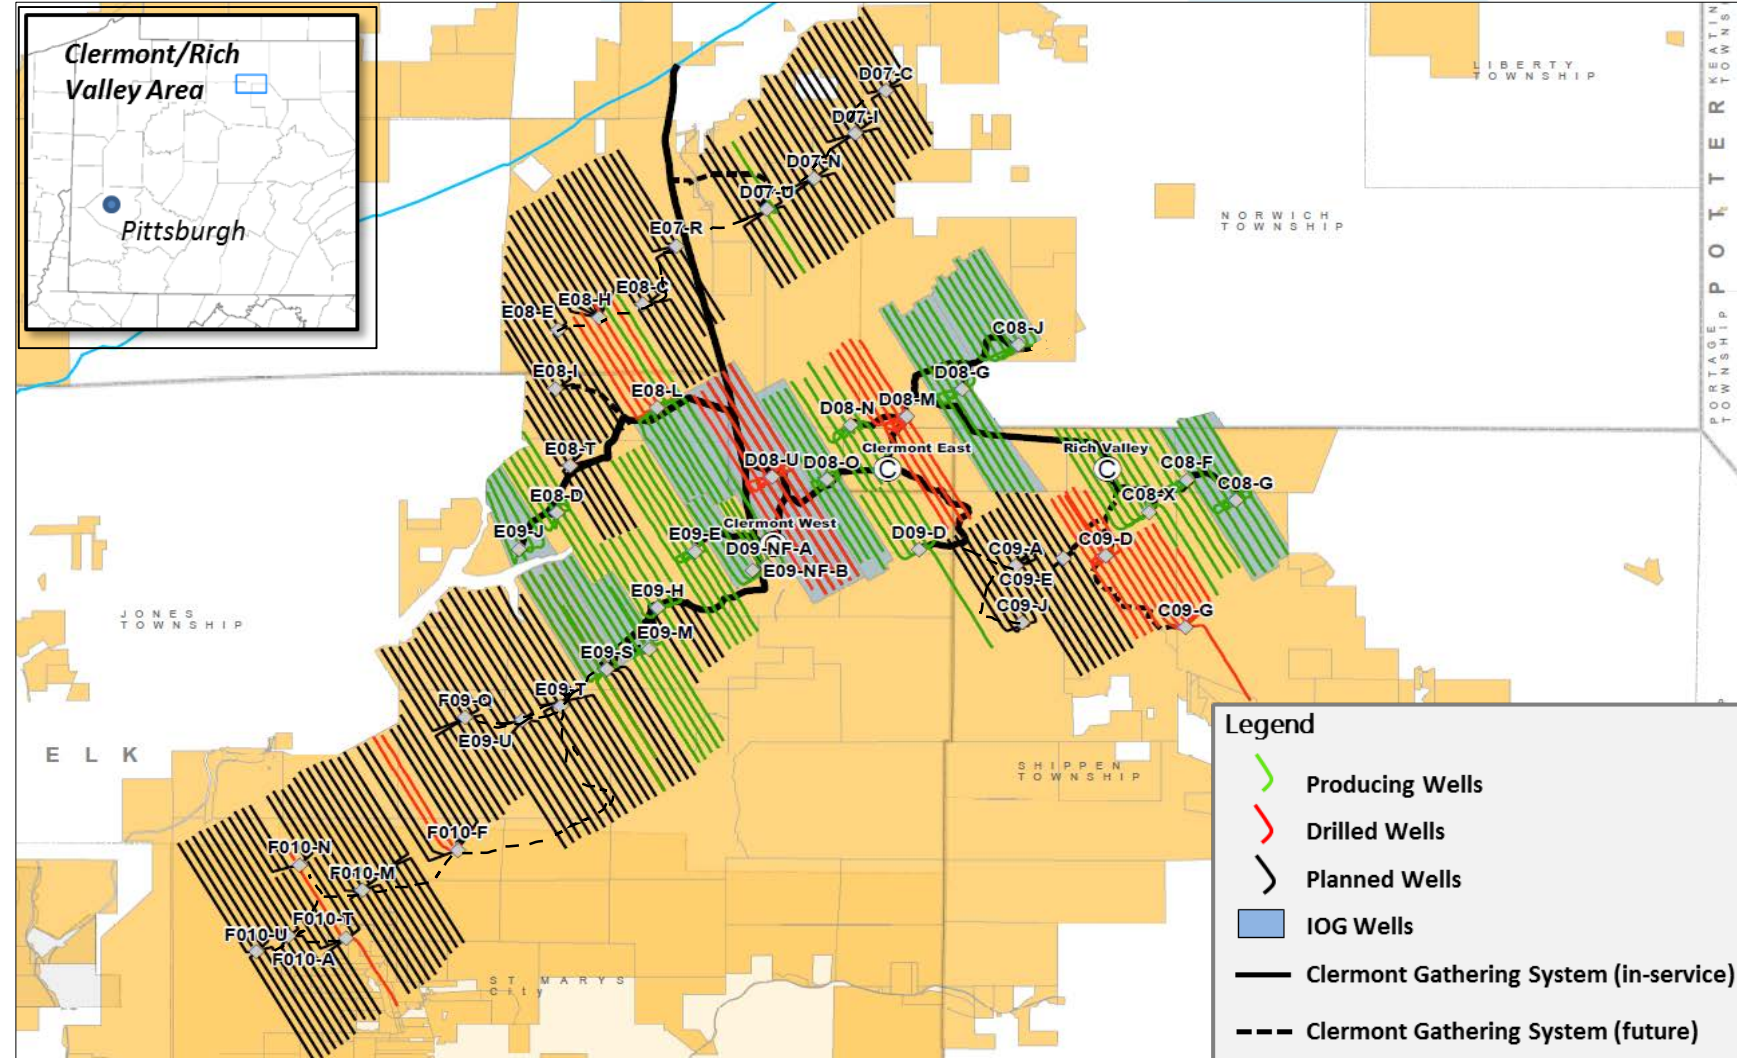 Clermont/Rich
Valley Area
Pittsburgh
LIBERTY
TOWNSHIP
NORWICH
TOWNSHIP
PORTAGE
TOWNSHIP
POTTER
D07-C
D07-I
D07-N
D07-U
E07-R
E08-C
E08-H
E08-E
E08-I
E08-L
E08-T
E08-D
E09-J
C08-J
D08-G
D08-M
D08-N
Clermont East
C
Rich Valley
C
D08-U
D08-O
C08-F
C08-G
C08-X
Clermont West
E09-E
D09-NF-A
E09-NF-B
D09-D
C09-A
C09-D
C09-E
C09-J
C09-G
E09-H
E09-M
E09-S
E09-T
F09-Q
E09-U
JONES
TOWNSHIP
ELK
SHIPPEN
TOWNSHIP
F010-F
F010-N
F010-M
F010-T
F010-U
F010-A
ST MARYS
City
Legend
Producing Wells
Drilled Wells
Planned Wells
IOG Wells
Clermont Gathering System (in-service)
Clermont Gathering System (future)